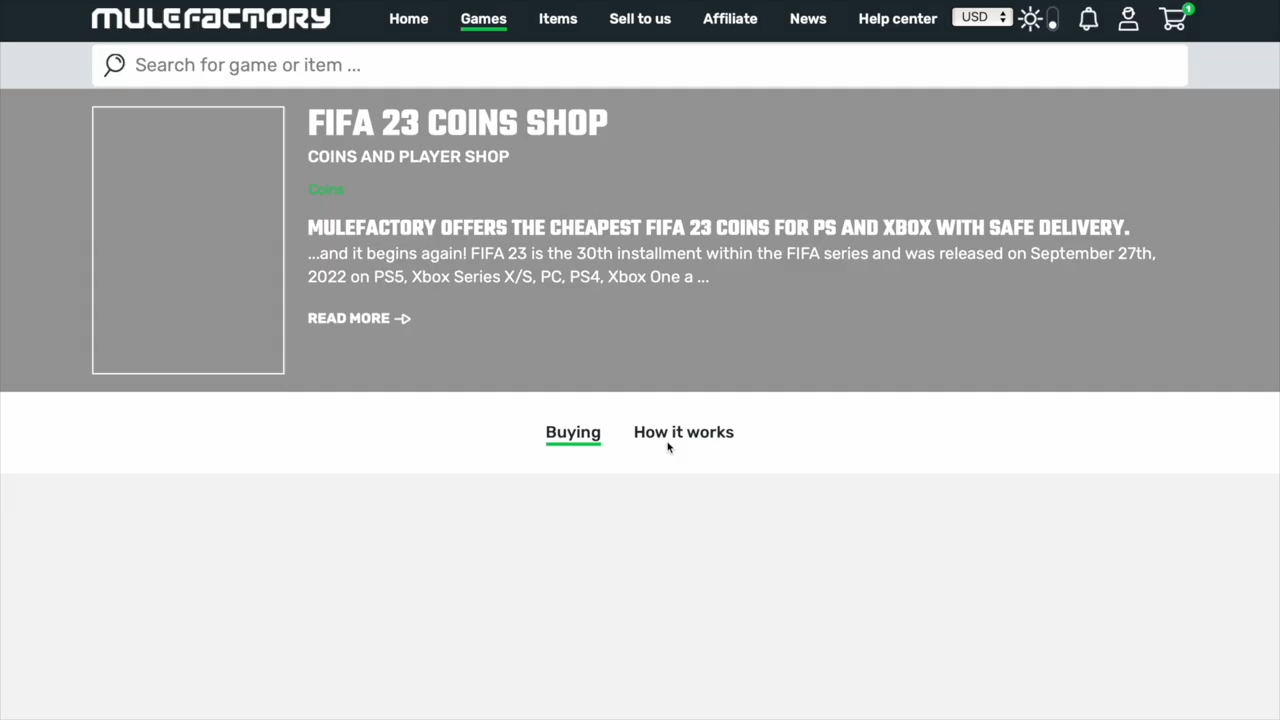 MULEFACTORY
Home
Games
Items
Sell to us
Affiliate
News
Help center
USD
1
Search for game or item ...
FIFA 23 COINS SHOP
COINS AND PLAYER SHOP
Coins
MULEFACTORY OFFERS THE CHEAPEST FIFA 23 COINS FOR PS AND XBOX WITH SAFE DELIVERY.
...and it begins again! FIFA 23 is the 30th installment within the FIFA series and was released on September 27th,
2022 on PS5, Xbox Series X/S, PC, PS4, Xbox One a ...
READ MORE
Buying
How it works